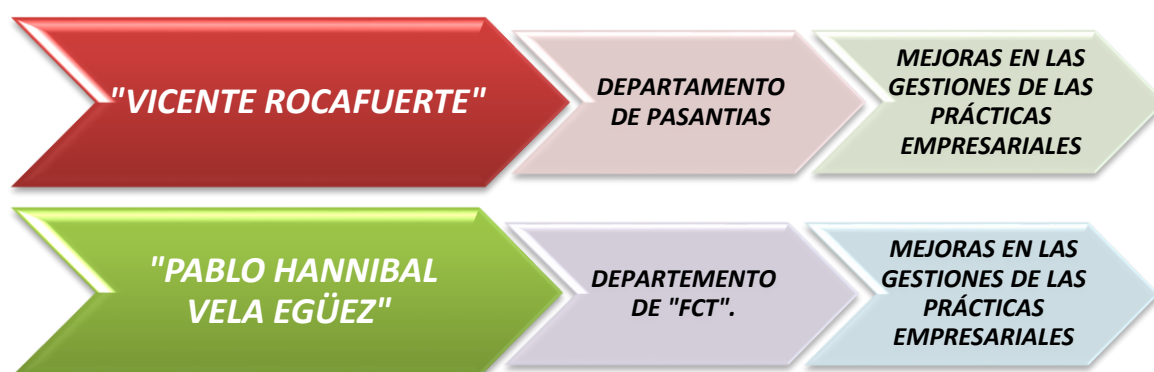 "VICENTE ROCAFUERTE"
DEPARTAMENTO
DE PASANTIAS
MEJORAS EN LAS
GESTIONES DE LAS
PRÁCTICAS
EMPRESARIALES
"PABLO HANNIBAL
VELA EGÜEZ"
DEPARTEMENTO
DE "FCT".
MEJORAS EN LAS
GESTIONES DE LAS
PRÁCTICAS
EMPRESARIALES